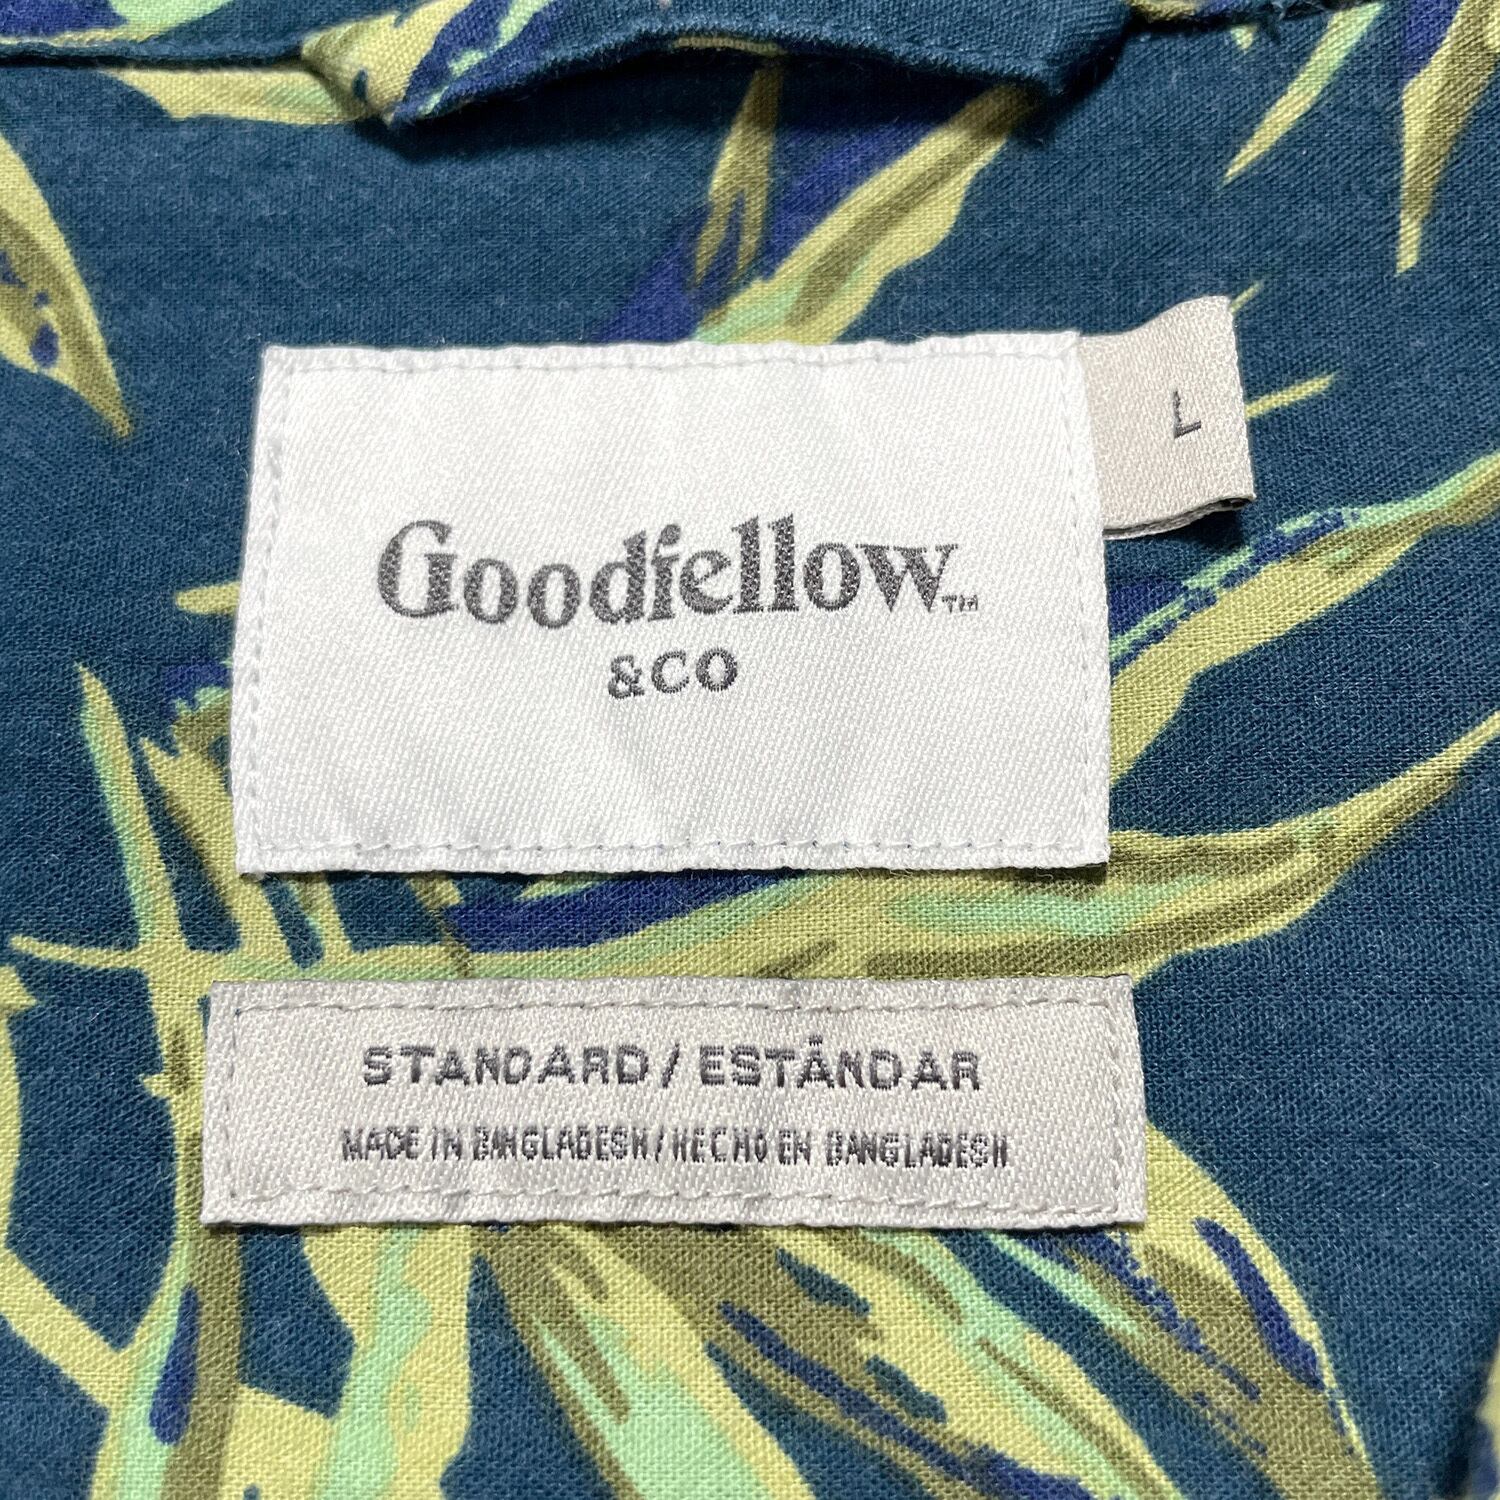 L
Goodfellow™
&CO
STANDARD / ESTÁNDAR
MADE IN BANGLADESH / HECHO EN BANGLADESH